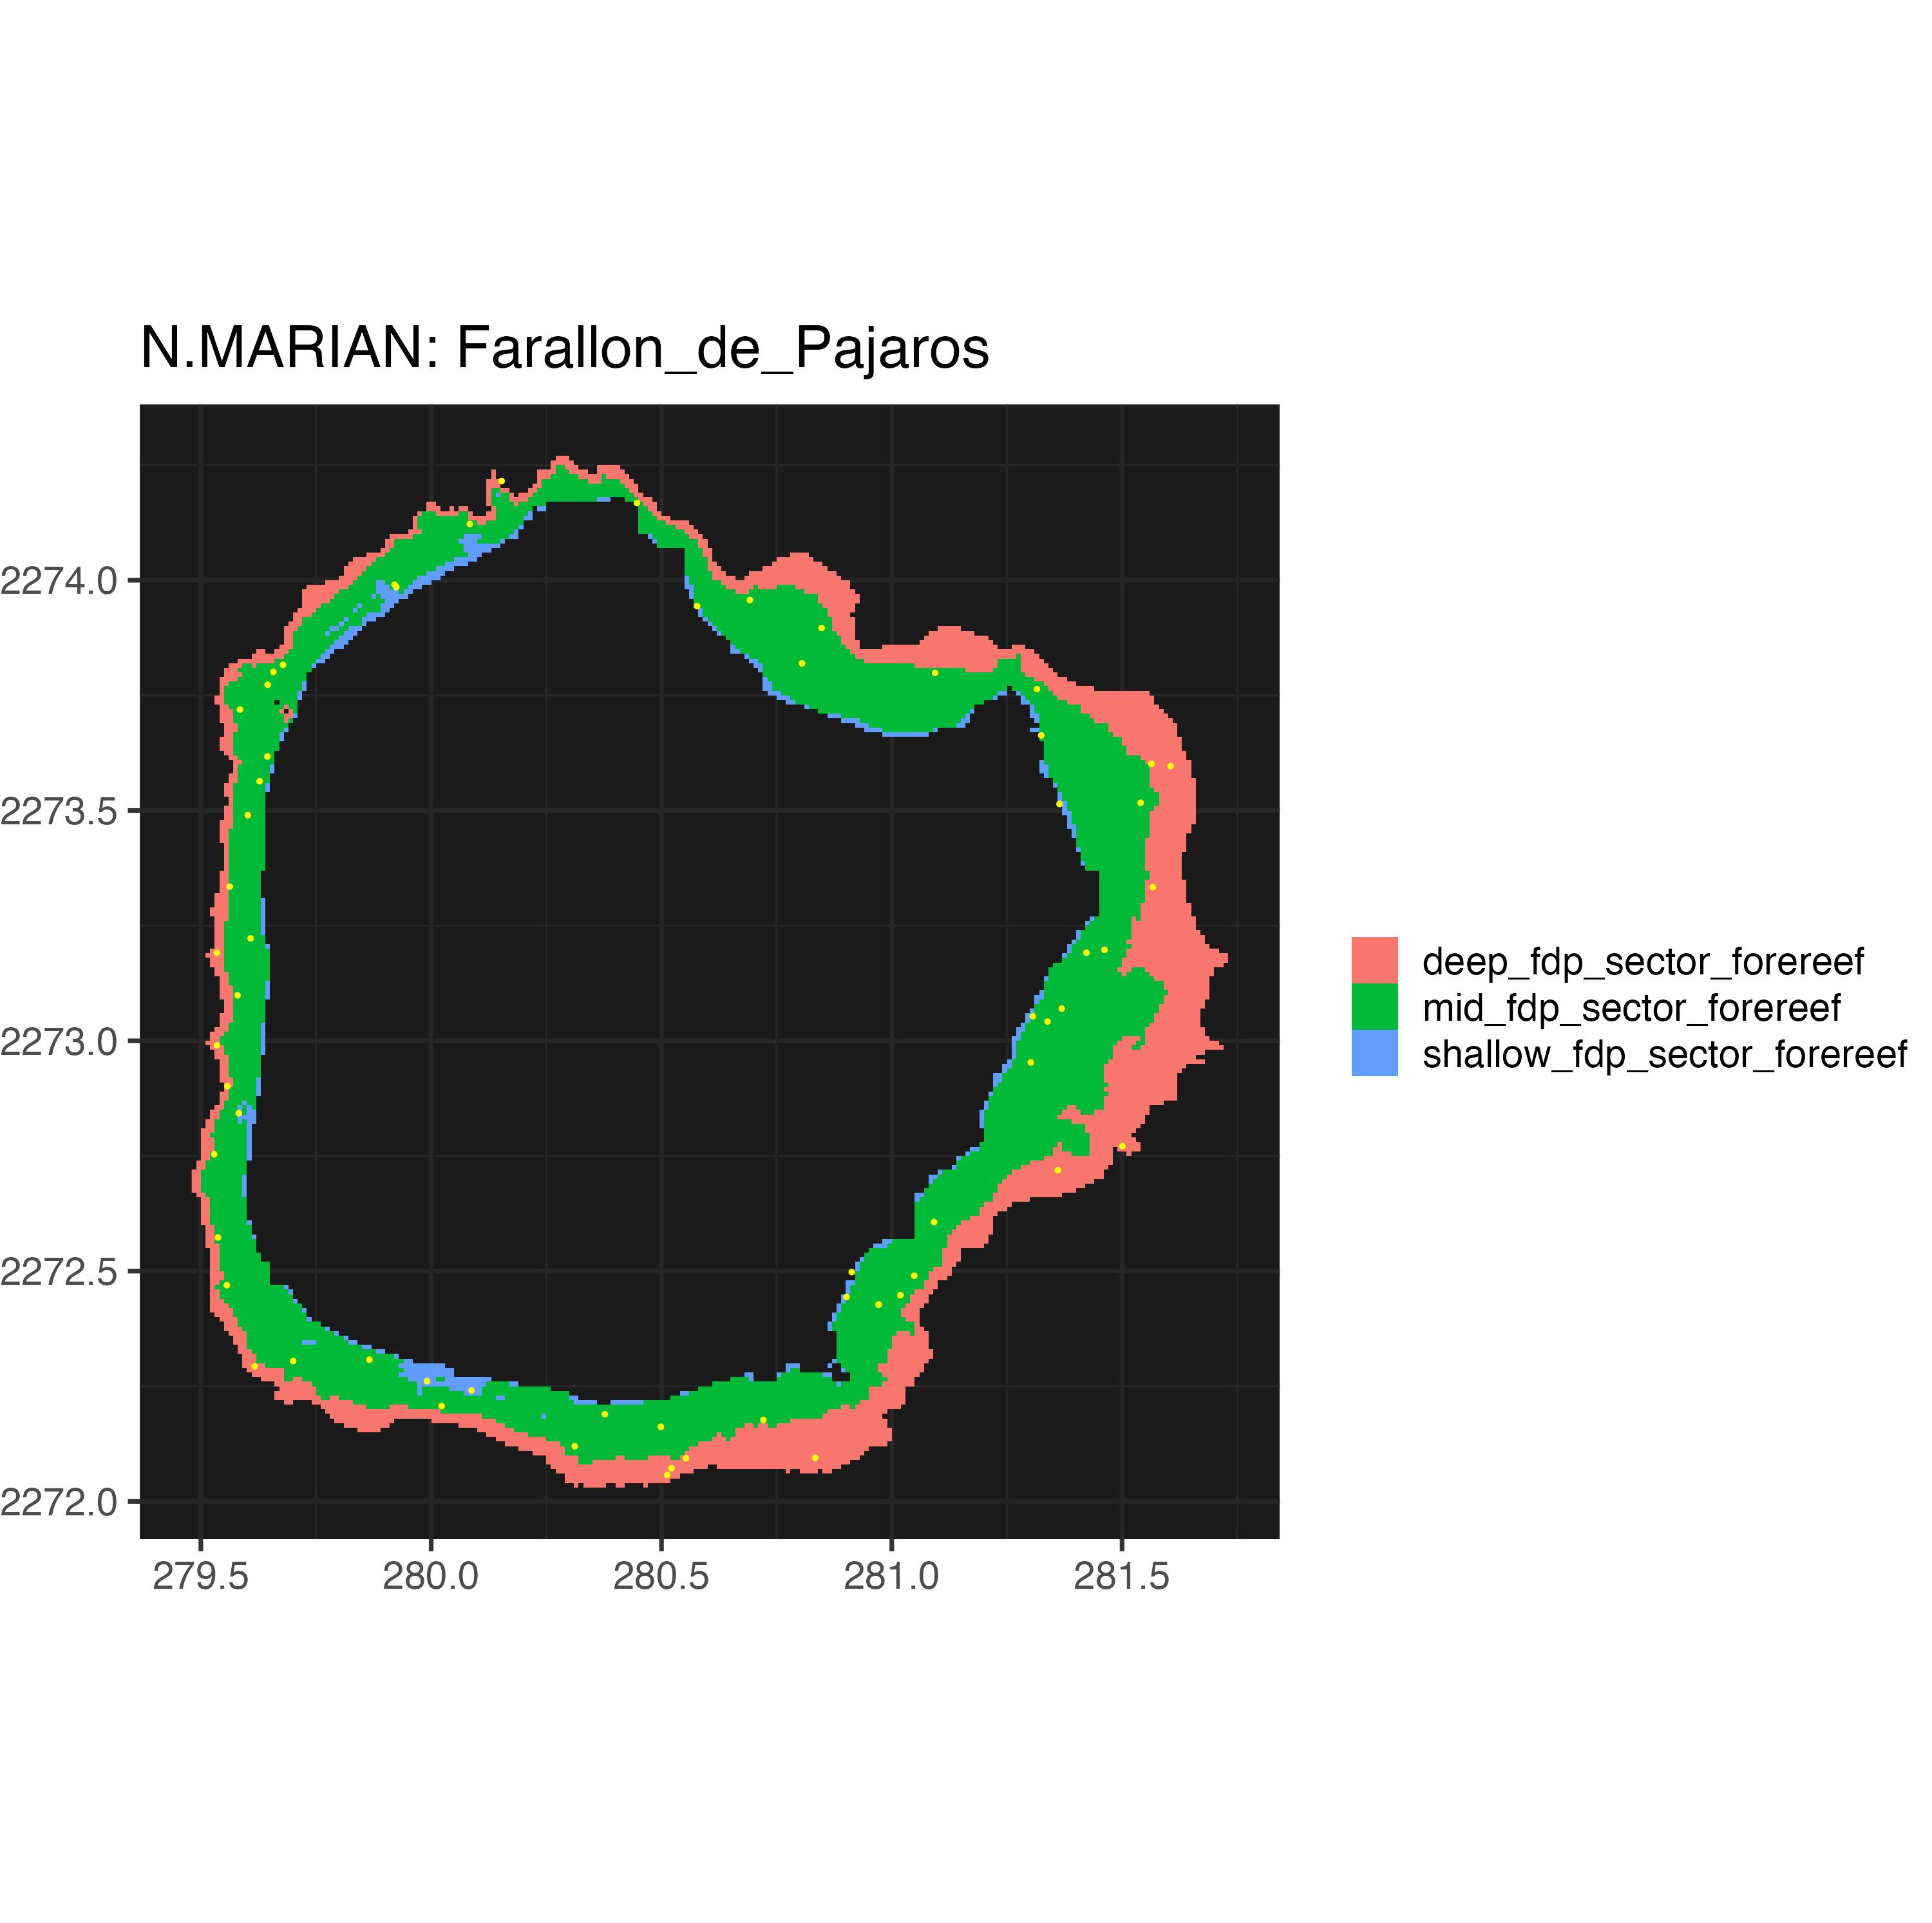 N.MARIAN: Farallon_de_Pajaros
2274.0
2273.5
2273.0
2272.5
2272.0
279.5 280.0 280.5 281.0 281.5
deep_fdp_sector_forereef
mid_fdp_sector_forereef
shallow_fdp_sector_forereef